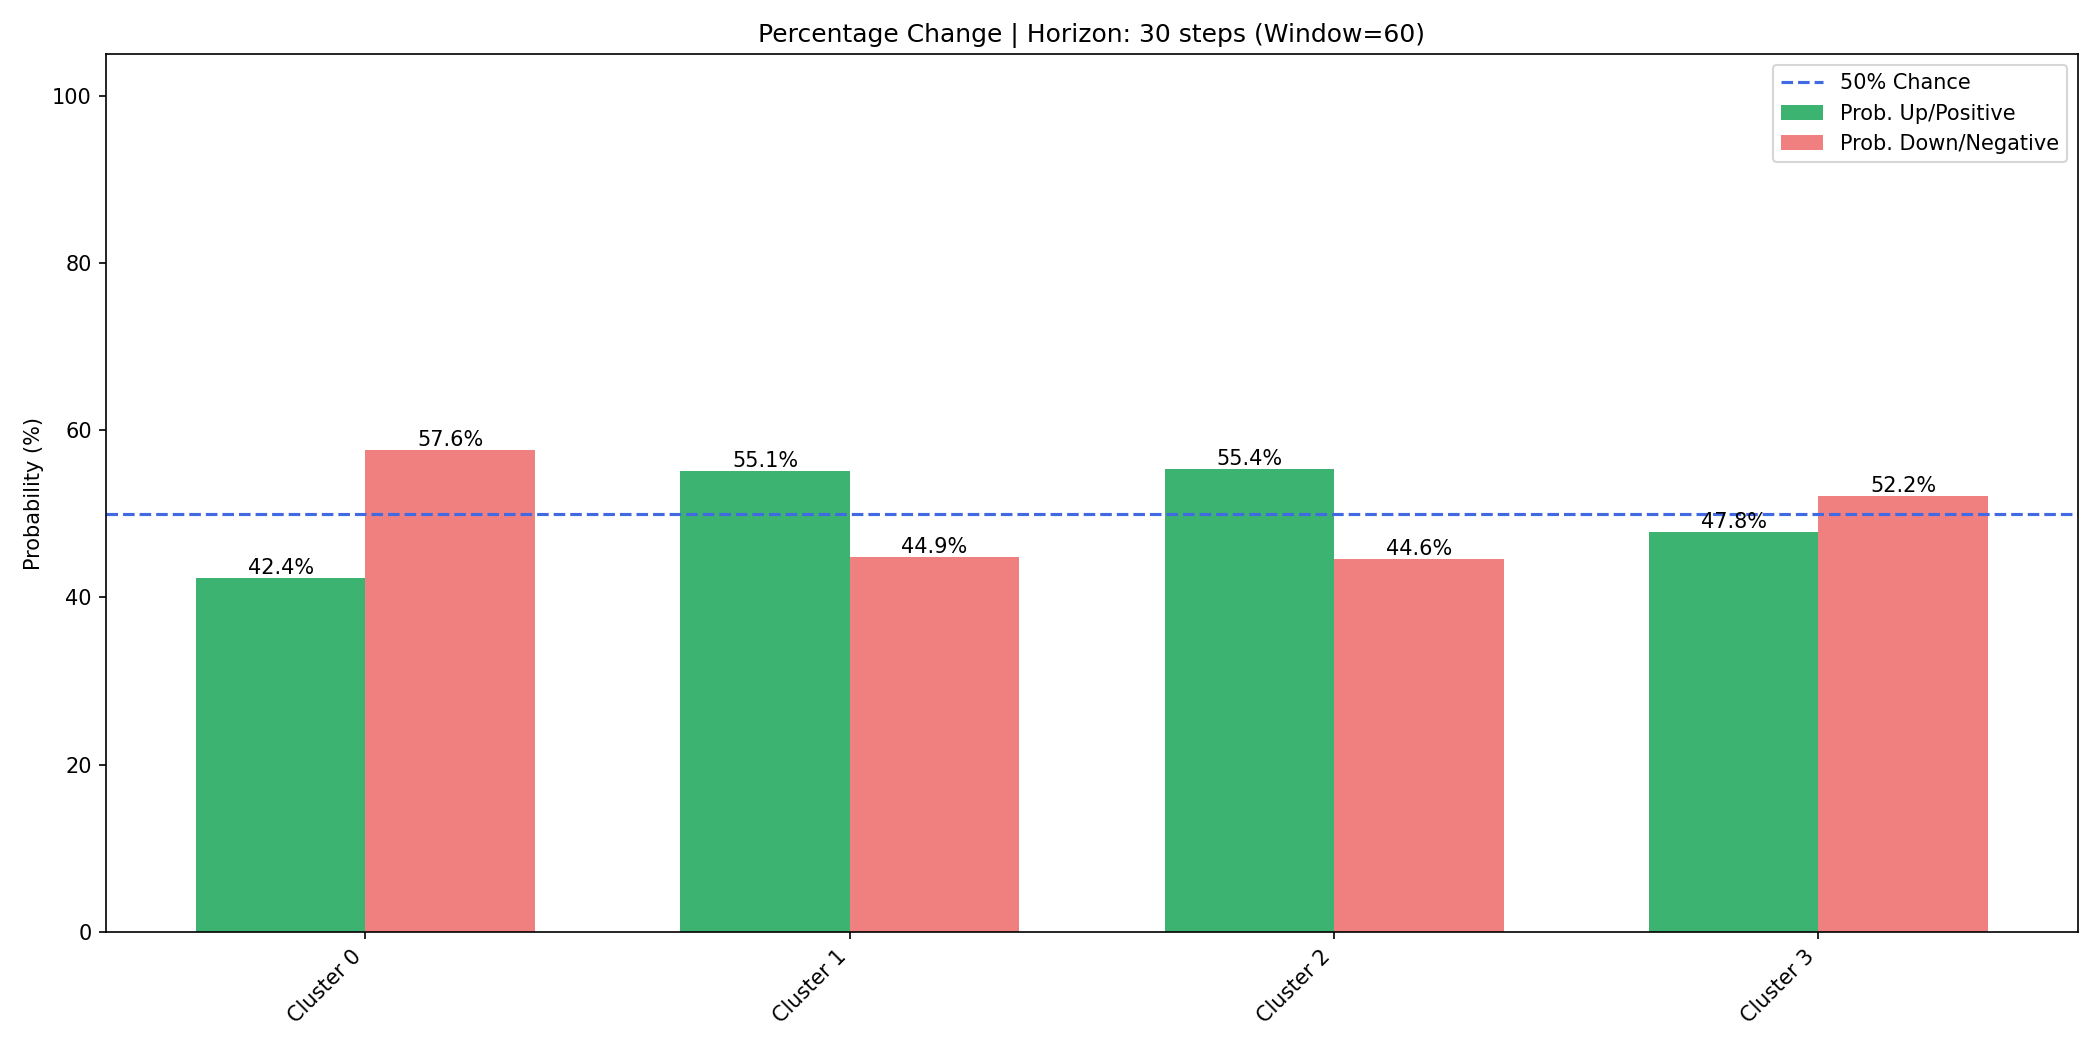 Percentage Change | Horizon: 30 steps (Window=60)
50% Chance
Prob. Up/Positive
Prob. Down/Negative
Probability (%)
100
80
60
40
20
0
42.4%
57.6%
55.1%
44.9%
55.4%
44.6%
47.8%
52.2%
Cluster 0
Cluster 1
Cluster 2
Cluster 3